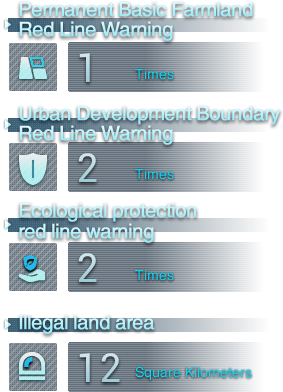 Permanent Basic Farmland
Red Line Warning
1 Times
Urban Development Boundary
Red Line Warning
2 Times
Ecological protection
red line warning
2 Times
Illegal land area
12 Square Kilometers